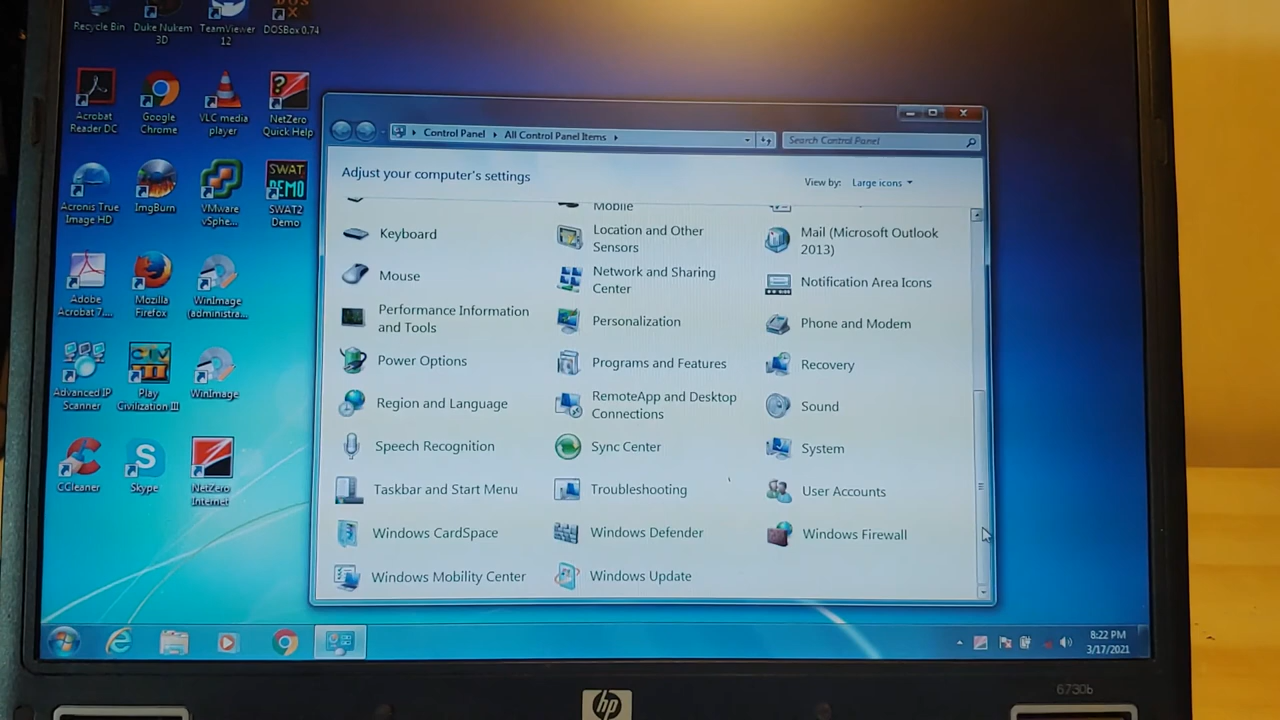 Recycle Bin
Duke Nukem
3D
TeamViewer
12
DOSBox 0.74
Acrobat
Reader DC
Google
Chrome
VLC media
player
NetZero
Quick Help
Acronis True
Image HD
ImgBurn
VMware
vSphe...
SWAT
DEMO
SWAT2
Demo
Adobe
Acrobat 7....
Mozilla
Firefox
WinImage
(administra...
Advanced IP
Scanner
CIV
III
Play
Civilization III
WinImage
CCleaner
Skype
NetZero
Internet
Control Panel
All Control Panel Items
Search Control Panel
Adjust your computer's settings
View by:
Large icons
Mobile
Keyboard
Location and Other
Sensors
Mail (Microsoft Outlook
2013)
Mouse
Network and Sharing
Center
Notification Area Icons
Performance Information
and Tools
Personalization
Phone and Modem
Power Options
Programs and Features
Recovery
Region and Language
RemoteApp and Desktop
Connections
Sound
Speech Recognition
Sync Center
System
Taskbar and Start Menu
Troubleshooting
User Accounts
Windows CardSpace
Windows Defender
Windows Firewall
Windows Mobility Center
Windows Update
8:22 PM
3/17/2021
hp
6730b